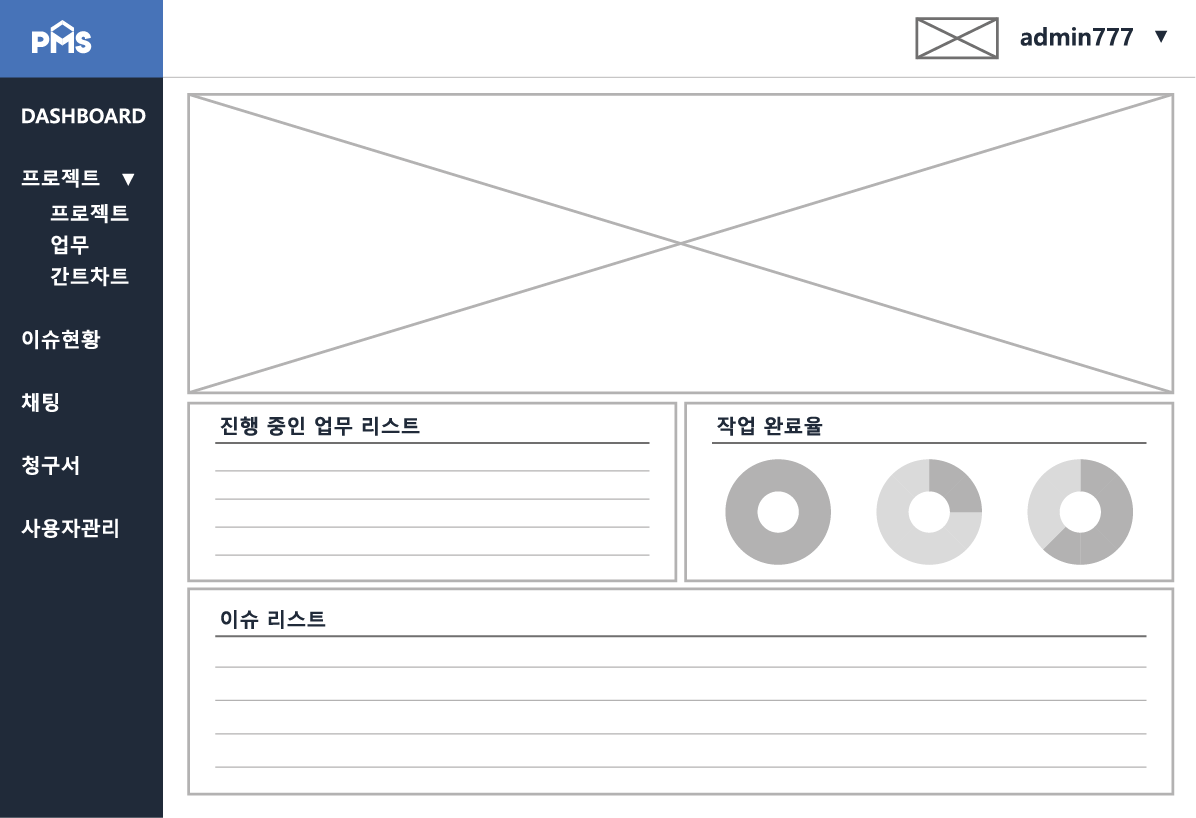 PMS
admin777 ▼
DASHBOARD
프로젝트 ▼
프로젝트
업무
간트차트
이슈현황
채팅
청구서
사용자관리
진행 중인 업무 리스트
작업 완료율
이슈 리스트